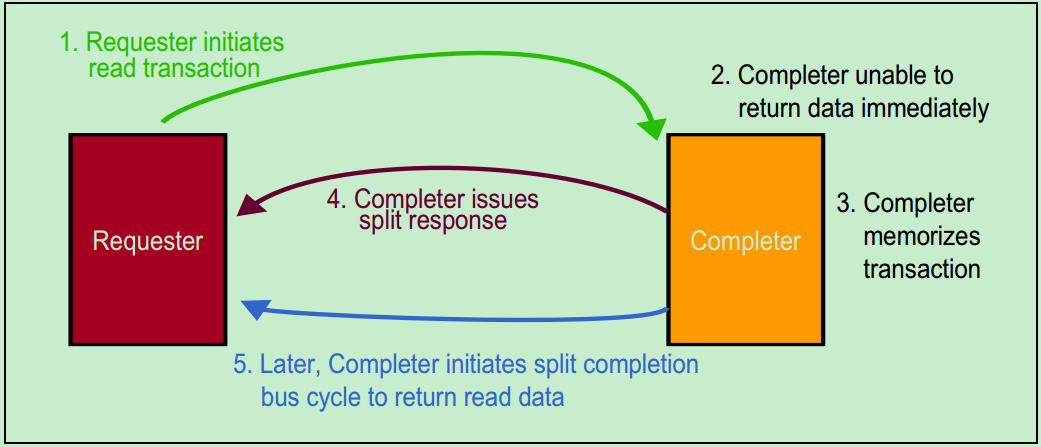 1. Requester initiates
read transaction
2. Completer unable to
return data immediately
4. Completer issues
split response
3. Completer
memorizes
transaction
Requester
Completer
5. Later, Completer initiates split completion
bus cycle to return read data